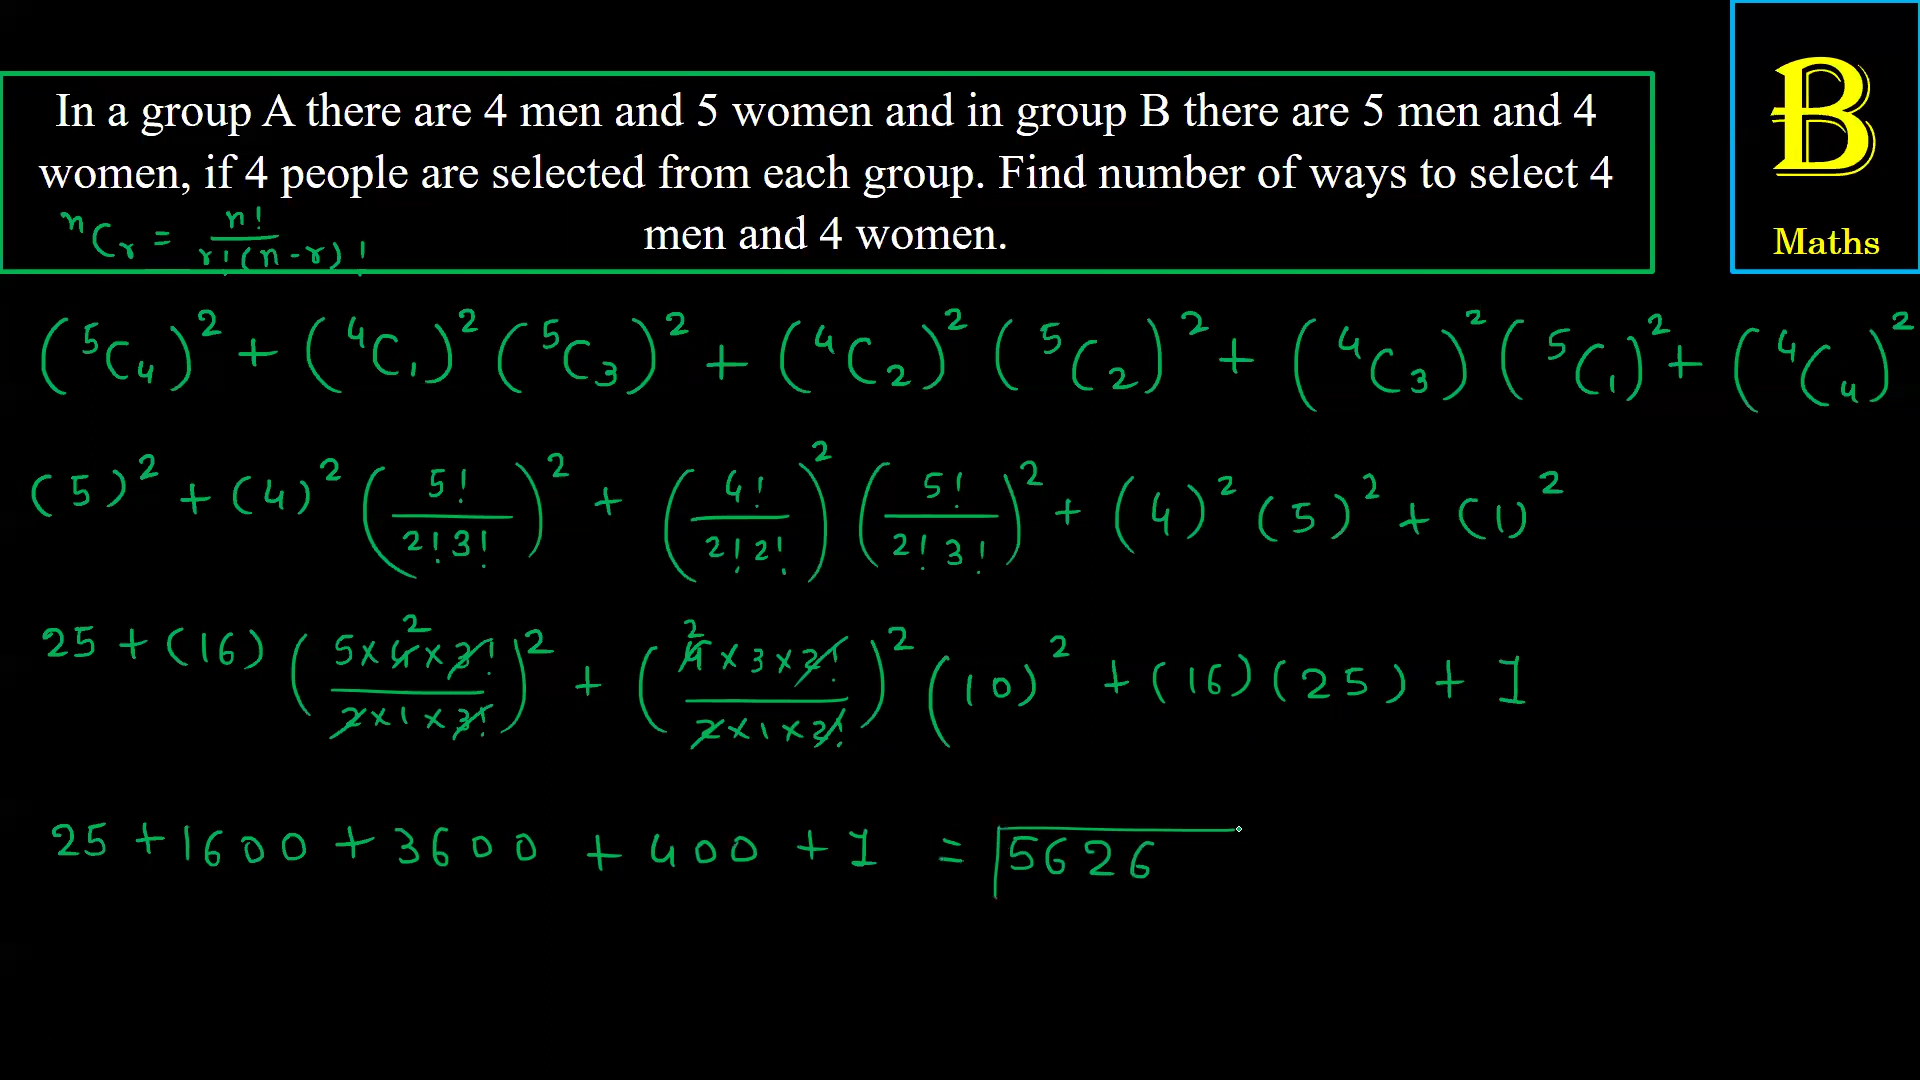 In a group A there are 4 men and 5 women and in group B there are 5 men and 4
women, if 4 people are selected from each group. Find number of ways to select 4
men and 4 women.
ⁿCᵣ = n! / r!(n-r)!
B
Maths
(⁵C₄)² + (⁴C₁)² (⁵C₃)² + (⁴C₂)² (⁵C₂)² + (⁴C₃)² (⁵C₁)² + (⁴C₄)²
(5)² + (4)² (5! / 2!3!)² + (4! / 2!2!)² (5! / 2!3!)² + (4)² (5)² + (1)²
25 + (16) (5×4×3! / 2×1×3!)² + (4×3×2! / 2×1×2!)² (10)² + (16)(25) + 1
25 + 1600 + 3600 + 400 + 1 = 5626